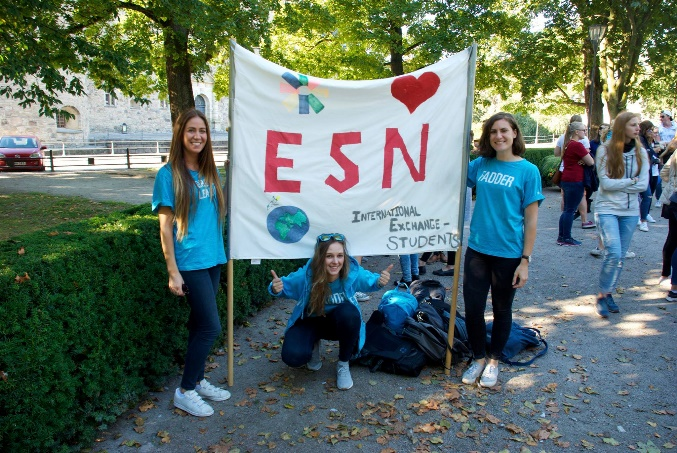 ESN
INTERNATIONAL
EXCHANGE-
STUDENTS
FADDER